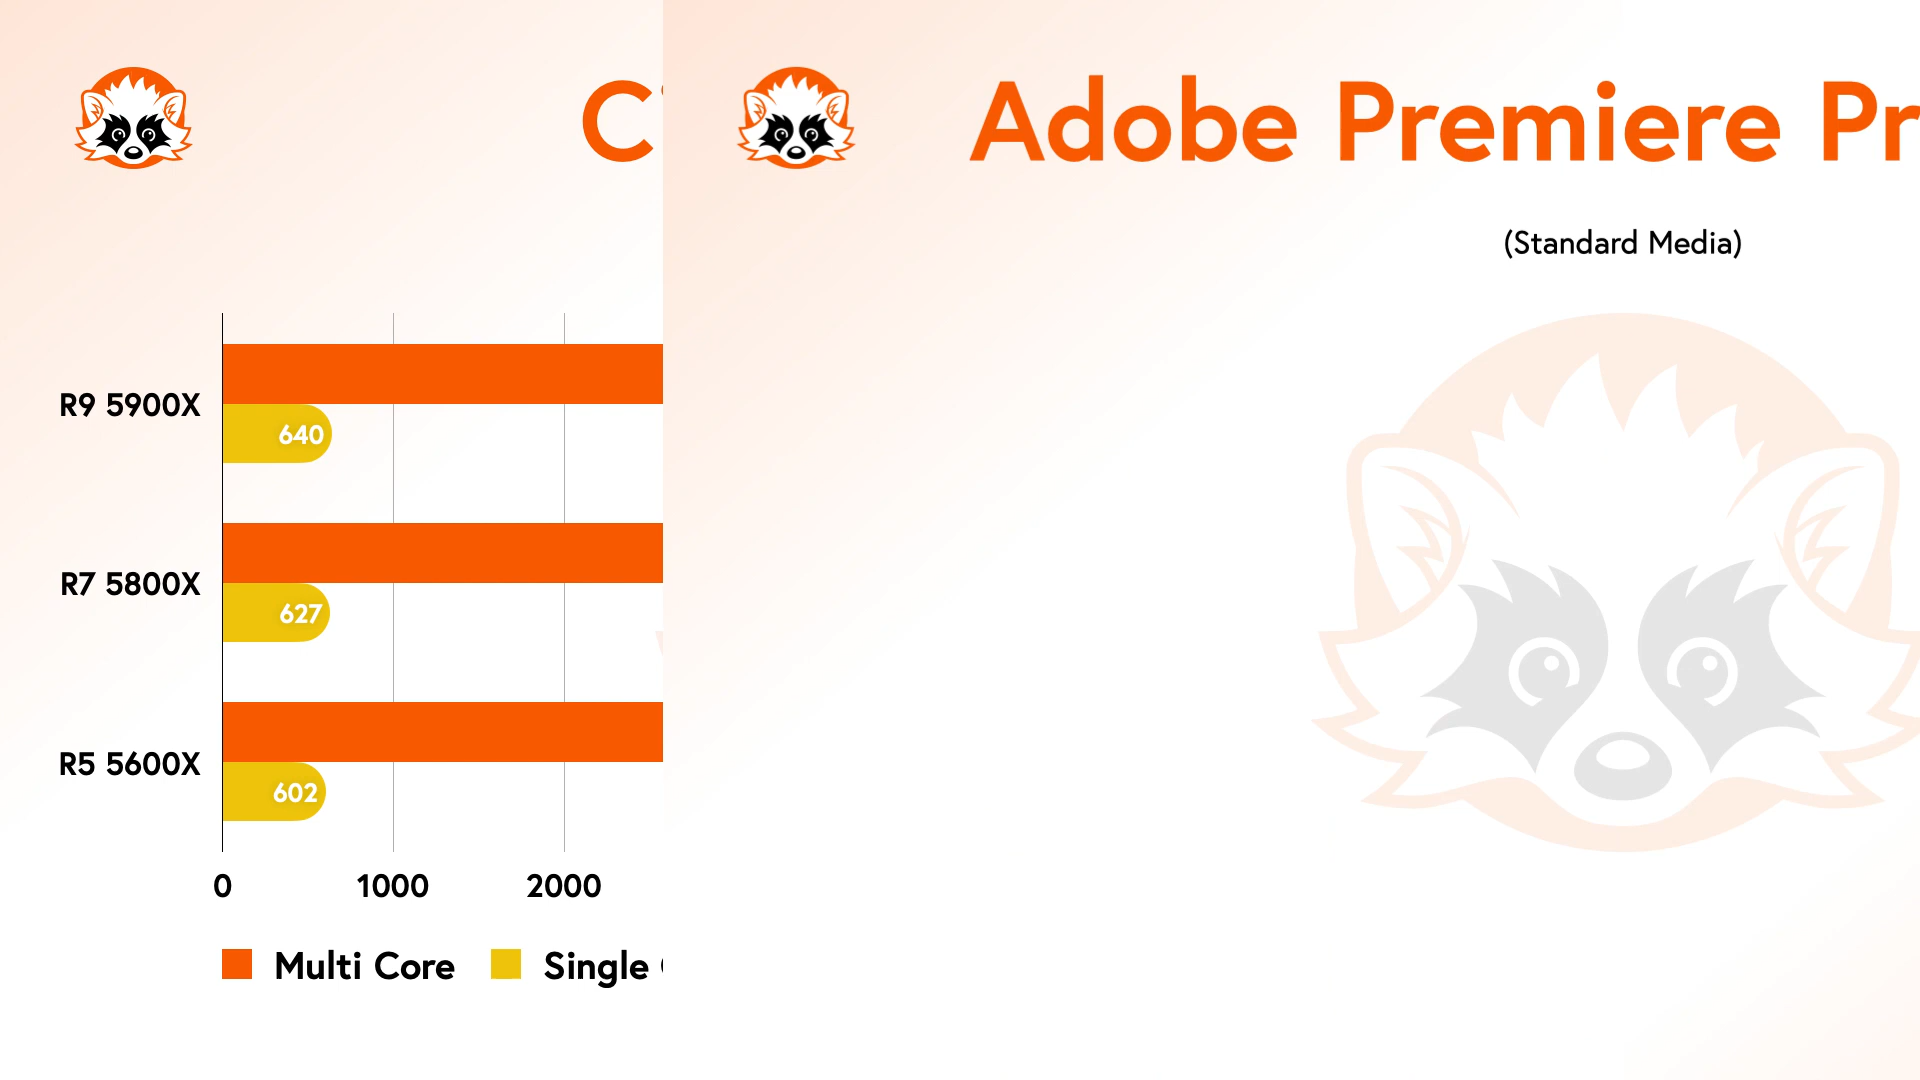 Adobe Premiere Pr
(Standard Media)
R9 5900X
640
R7 5800X
627
R5 5600X
602
0 1000 2000
Multi Core Single